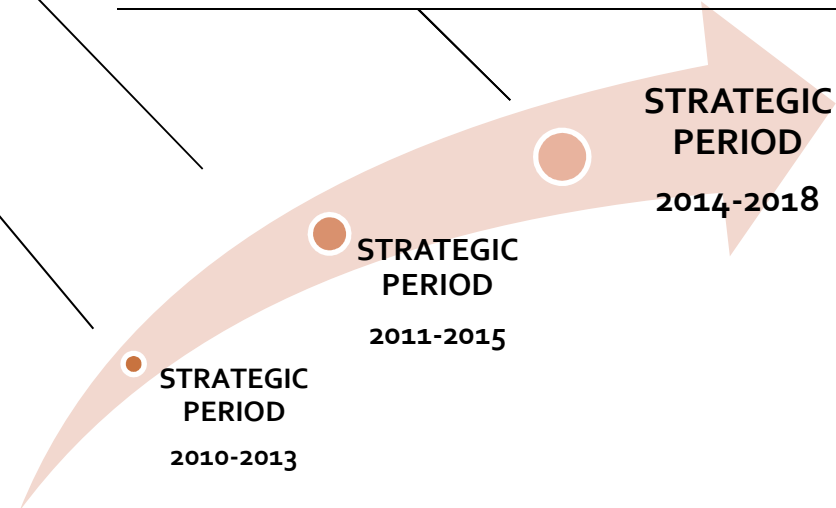 STRATEGIC
PERIOD
2014-2018
STRATEGIC
PERIOD
2011-2015
STRATEGIC
PERIOD
2010-2013